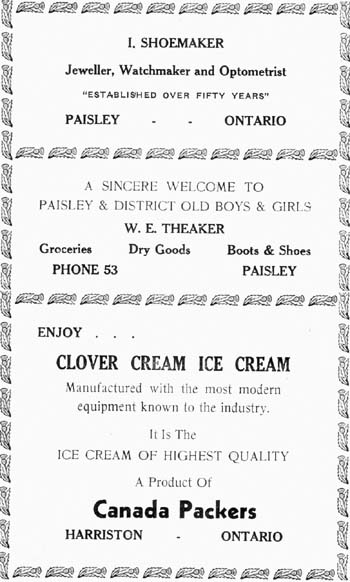 I. SHOEMAKER
Jeweller, Watchmaker and Optometrist
"ESTABLISHED OVER FIFTY YEARS"
PAISLEY - - ONTARIO
A SINCERE WELCOME TO
PAISLEY & DISTRICT OLD BOYS & GIRLS
W. E. THEAKER
Groceries Dry Goods Boots & Shoes
PHONE 53 PAISLEY
ENJOY . . .
CLOVER CREAM ICE CREAM
Manufactured with the most modern
equipment known to the industry.
It Is The
ICE CREAM OF HIGHEST QUALITY
A Product Of
Canada Packers
HARRISTON - ONTARIO